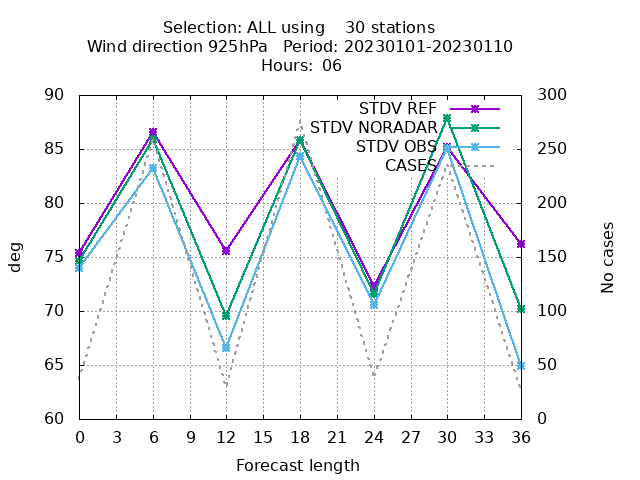 Selection: ALL using 30 stations
Wind direction 925hPa Period: 20230101-20230110
Hours: 06
90
85
80
75
70
65
60
300
250
200
150
100
50
0
deg
No cases
STDV REF
STDV NORADAR
STDV OBS
CASES
0 3 6 9 12 15 18 21 24 27 30 33 36
Forecast length